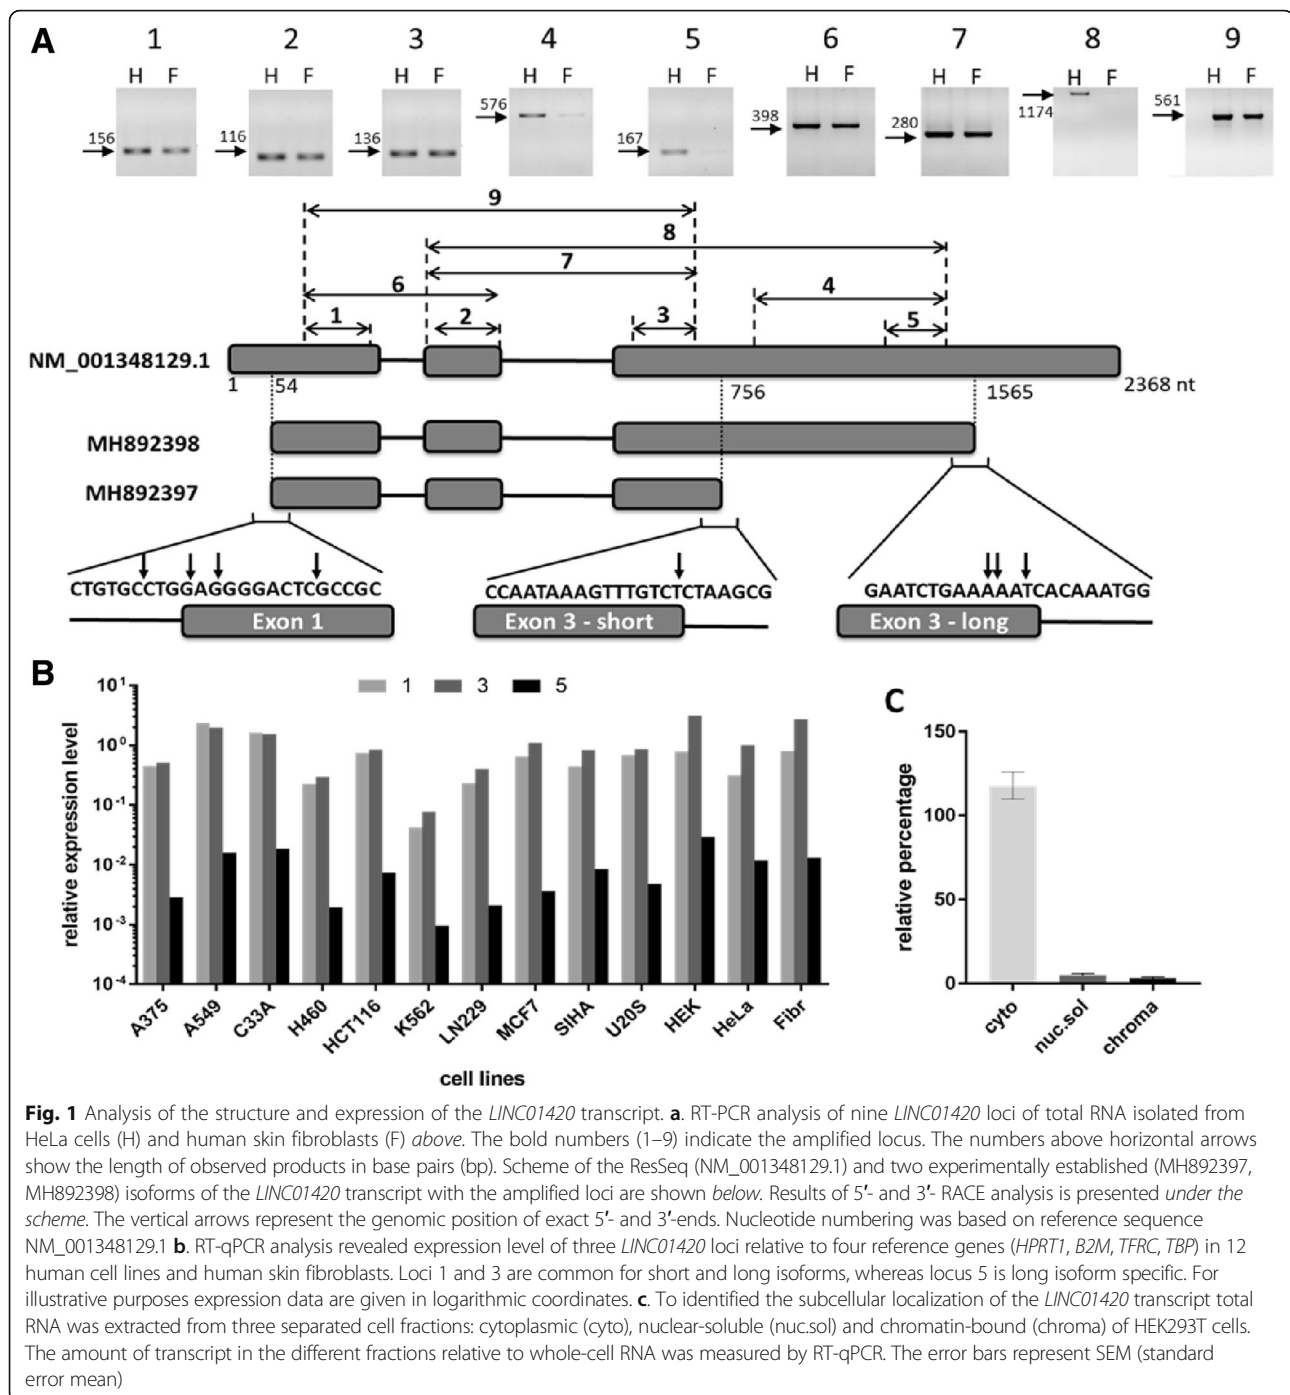 A
1 2 3 4 5 6 7 8 9
H F H F H F H F H F H F H F H F H F
156 116 136 576 167 398 280 1174 561
9
8
7
6 4
1 2 3 5
NM_001348129.1
1 54 756 1565 2368 nt
MH892398
MH892397
CTGTGCCTGGAGGGGACTCGCCGC CCAATAAAGTTTGTCTCTAAGCG GAATCTGAAAAATCACAAATGG
Exon 1 Exon 3 - short Exon 3 - long
B
1 3 5
relative expression level
10¹
10⁰
10⁻¹
10⁻²
10⁻³
10⁻⁴
A375 A549 C33A H460 HCT116 K562 LN229 MCF7 SIHA U20S HEK HeLa Fibr
cell lines
C
relative percentage
150
100
50
0
cyto nuc.sol chroma
Fig. 1 Analysis of the structure and expression of the LINC01420 transcript. a. RT-PCR analysis of nine LINC01420 loci of total RNA isolated from
HeLa cells (H) and human skin fibroblasts (F) above. The bold numbers (1–9) indicate the amplified locus. The numbers above horizontal arrows
show the length of observed products in base pairs (bp). Scheme of the ResSeq (NM_001348129.1) and two experimentally established (MH892397,
MH892398) isoforms of the LINC01420 transcript with the amplified loci are shown below. Results of 5′- and 3′- RACE analysis is presented under the
scheme. The vertical arrows represent the genomic position of exact 5′- and 3′-ends. Nucleotide numbering was based on reference sequence
NM_001348129.1 b. RT-qPCR analysis revealed expression level of three LINC01420 loci relative to four reference genes (HPRT1, B2M, TFRC, TBP) in 12
human cell lines and human skin fibroblasts. Loci 1 and 3 are common for short and long isoforms, whereas locus 5 is long isoform specific. For
illustrative purposes expression data are given in logarithmic coordinates. c. To identified the subcellular localization of the LINC01420 transcript total
RNA was extracted from three separated cell fractions: cytoplasmic (cyto), nuclear-soluble (nuc.sol) and chromatin-bound (chroma) of HEK293T cells.
The amount of transcript in the different fractions relative to whole-cell RNA was measured by RT-qPCR. The error bars represent SEM (standard
error mean)